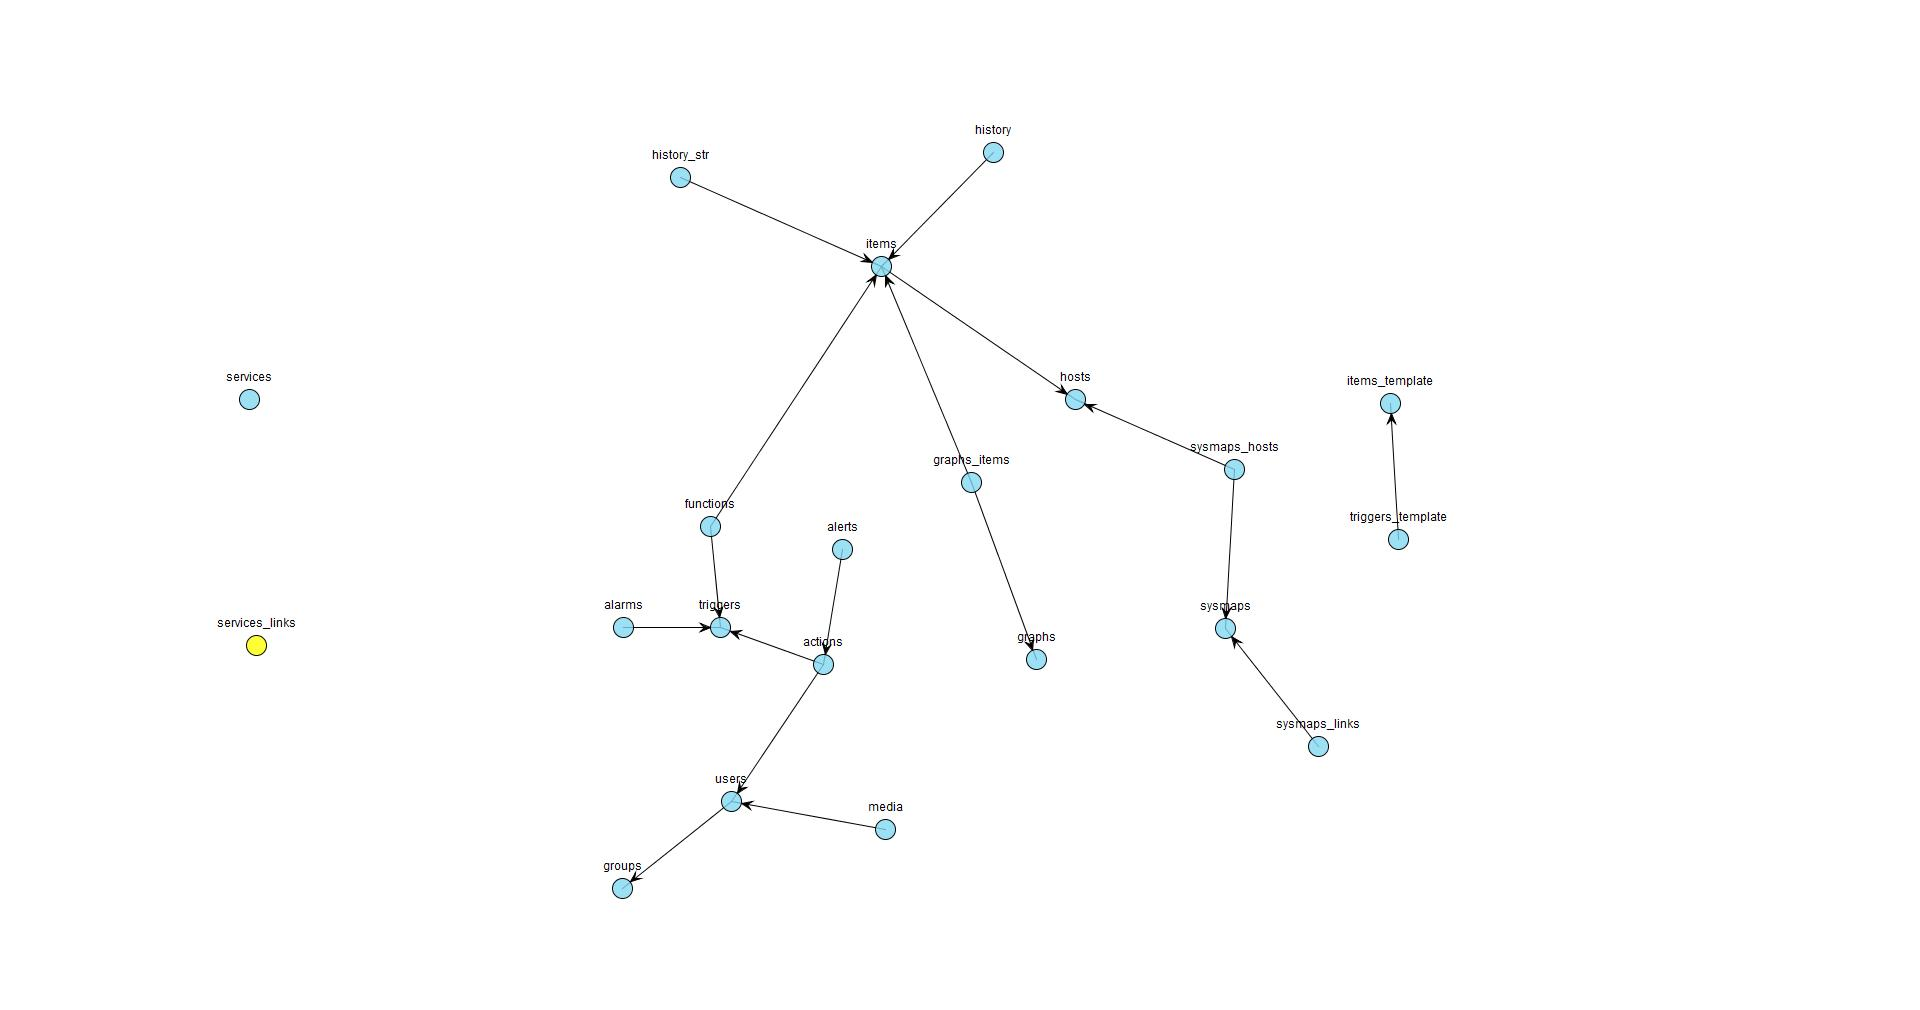 history
history_str
items
services
hosts
items_template
sysmaps_hosts
graphs_items
functions
triggers_template
alerts
alarms
triggers
sysmaps
services_links
graphs
actions
sysmaps_links
users
media
groups